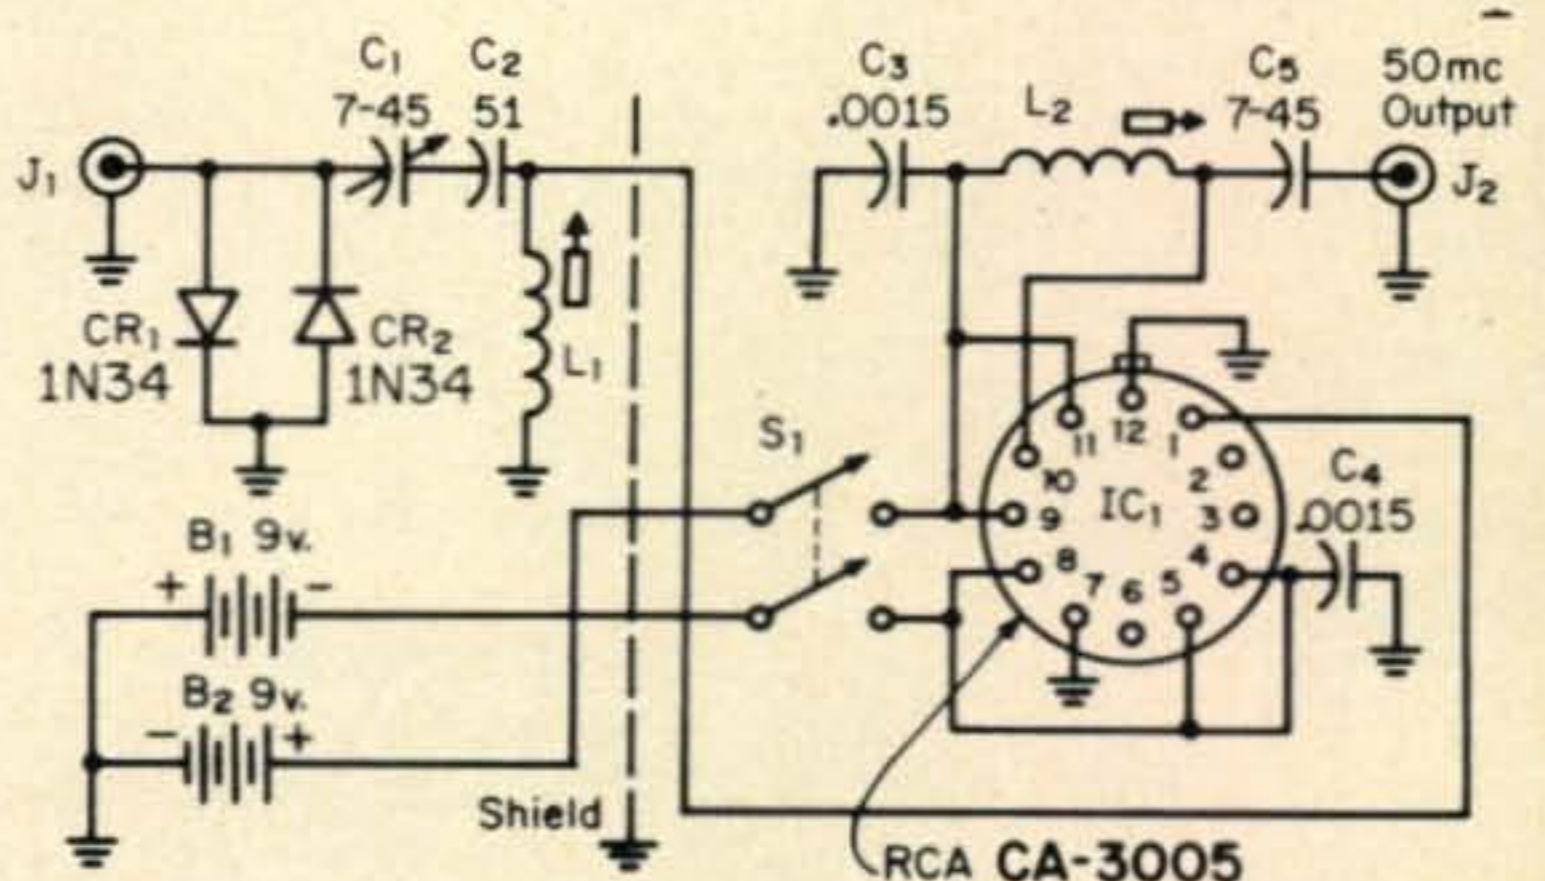 C1
7-45
C2
51
C3
.0015
L2
C5
7-45
50mc
Output
J1
J2
CR1
1N34
CR2
1N34
L1
S1
B1 9v.
+ -
B2 9v.
- +
Shield
IC1
1
2
3
4
5
6
7
8
9
10
11
12
C4
.0015
RCA CA-3005